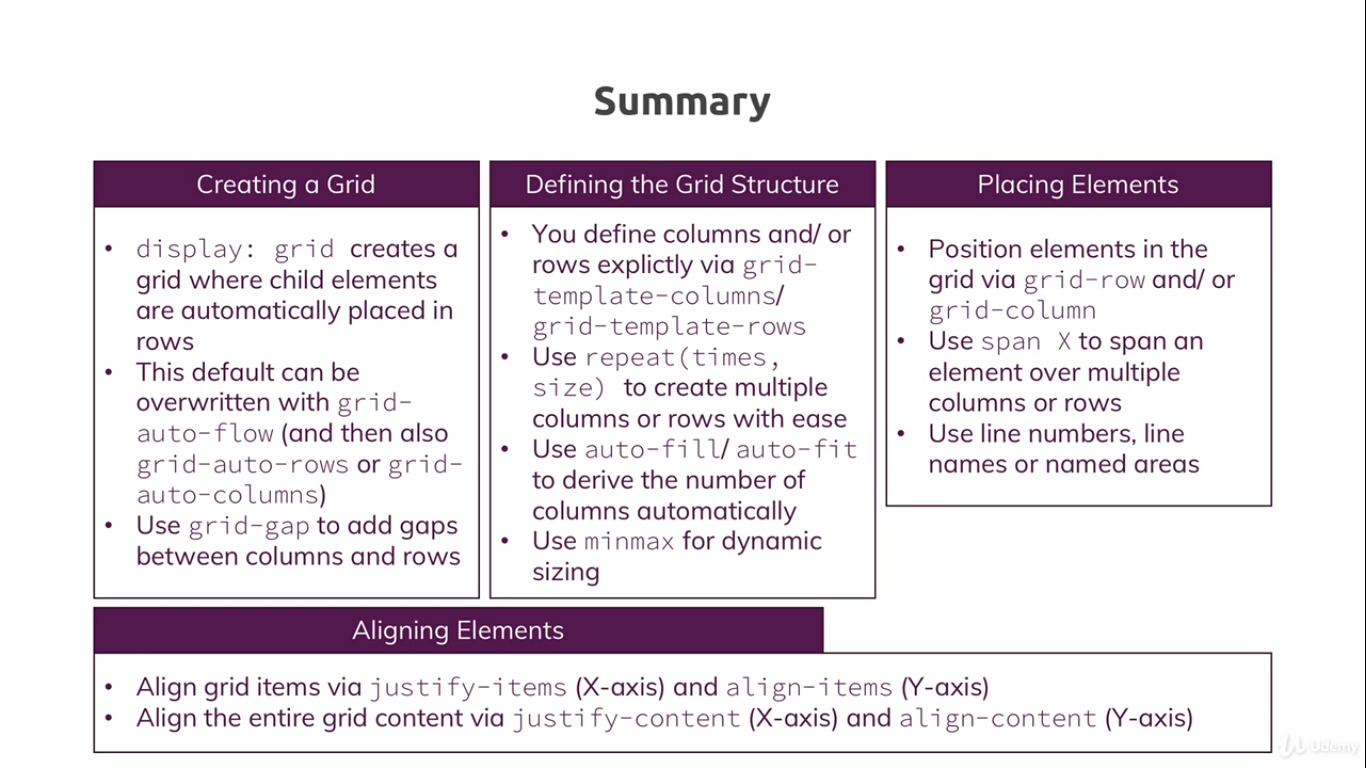 Summary
Creating a Grid
• display: grid creates a
grid where child elements
are automatically placed in
rows
• This default can be
overwritten with grid-
auto-flow (and then also
grid-auto-rows or grid-
auto-columns)
• Use grid-gap to add gaps
between columns and rows
Defining the Grid Structure
• You define columns and/ or
rows explictly via grid-
template-columns/
grid-template-rows
• Use repeat(times,
size) to create multiple
columns or rows with ease
• Use auto-fill/ auto-fit
to derive the number of
columns automatically
• Use minmax for dynamic
sizing
Placing Elements
• Position elements in the
grid via grid-row and/ or
grid-column
• Use span X to span an
element over multiple
columns or rows
• Use line numbers, line
names or named areas
Aligning Elements
• Align grid items via justify-items (X-axis) and align-items (Y-axis)
• Align the entire grid content via justify-content (X-axis) and align-content (Y-axis)
Udemy